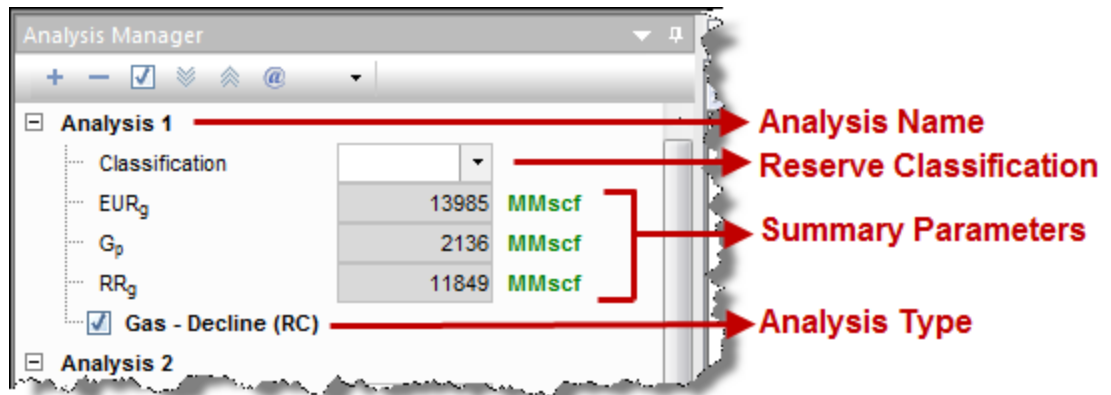 Analysis Manager
@
Analysis 1
Analysis Name
Classification
Reserve Classification
EURg 13985 MMscf
Gp 2136 MMscf
Summary Parameters
RRg 11849 MMscf
Gas - Decline (RC)
Analysis Type
Analysis 2